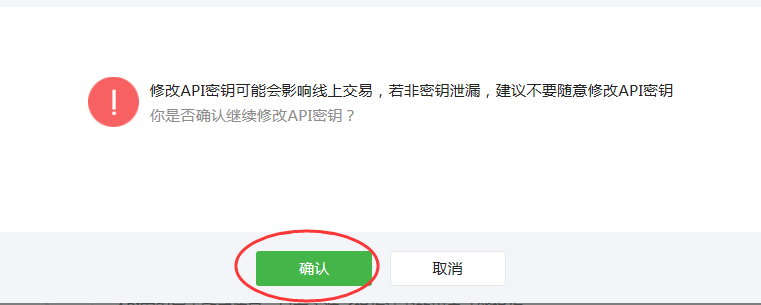 修改API密钥可能会影响线上交易，若非密钥泄漏，建议不要随意修改API密钥
你是否确认继续修改API密钥？
确认
取消